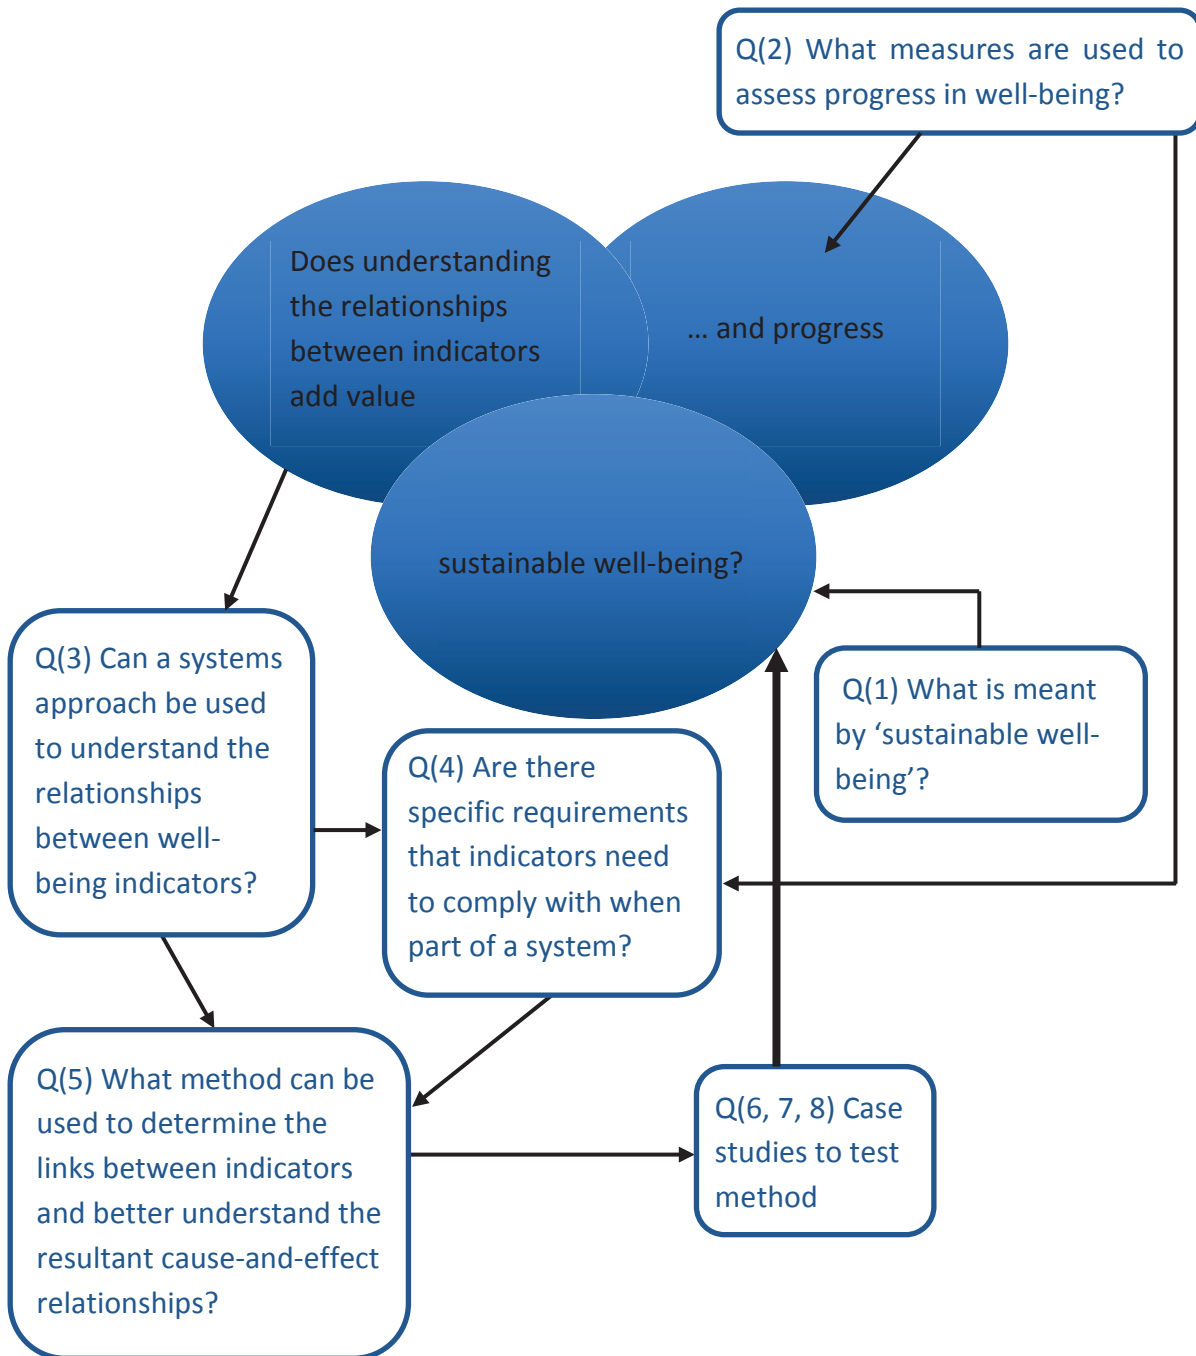 Q(2) What measures are used to
assess progress in well-being?
Does understanding
the relationships
between indicators
add value
... and progress
sustainable well-being?
Q(3) Can a systems
approach be used
to understand the
relationships
between well-
being indicators?
Q(1) What is meant
by ‘sustainable well-
being’?
Q(4) Are there
specific requirements
that indicators need
to comply with when
part of a system?
Q(5) What method can be
used to determine the
links between indicators
and better understand the
resultant cause-and-effect
relationships?
Q(6, 7, 8) Case
studies to test
method